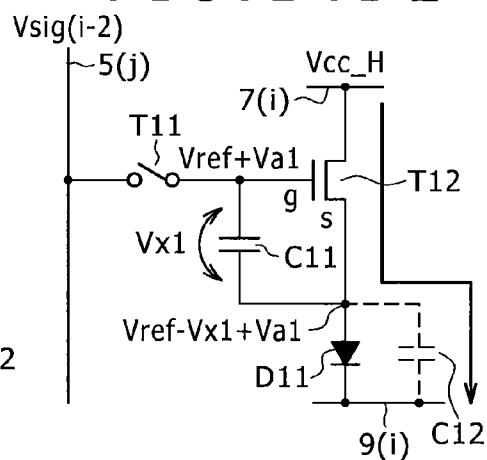 Vsig(i-2)
5(j)
Vcc_H
7(i)
T11
Vref+Va1
T12
g
s
Vx1
C11
Vref-Vx1+Va1
2
D11
C12
9(i)